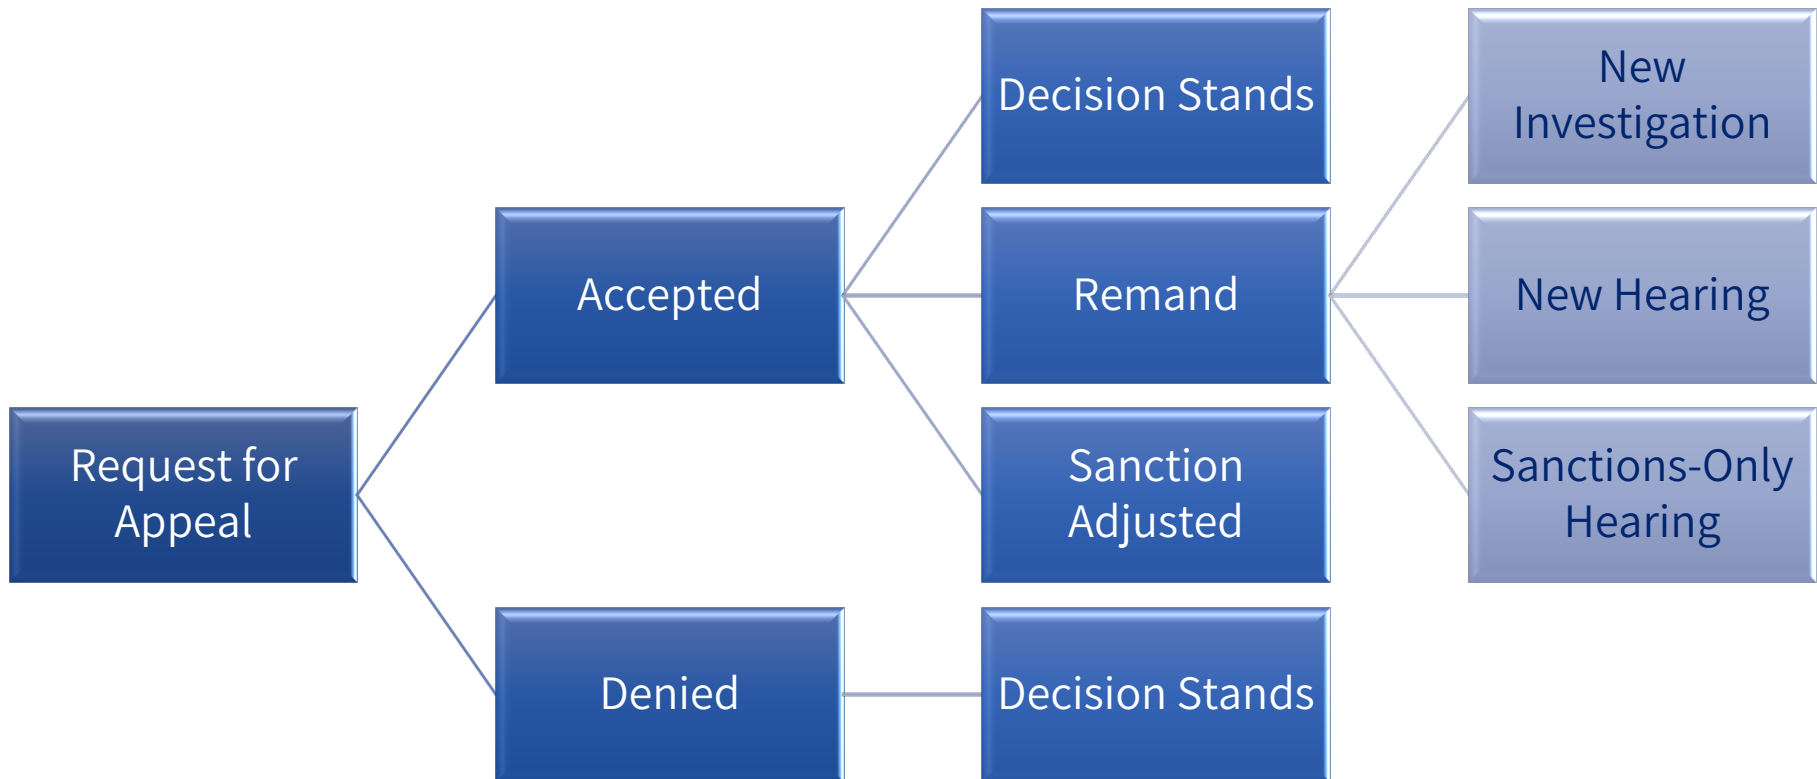 Request for
Appeal
Accepted
Denied
Decision Stands
Remand
Sanction
Adjusted
Decision Stands
New
Investigation
New Hearing
Sanctions-Only
Hearing